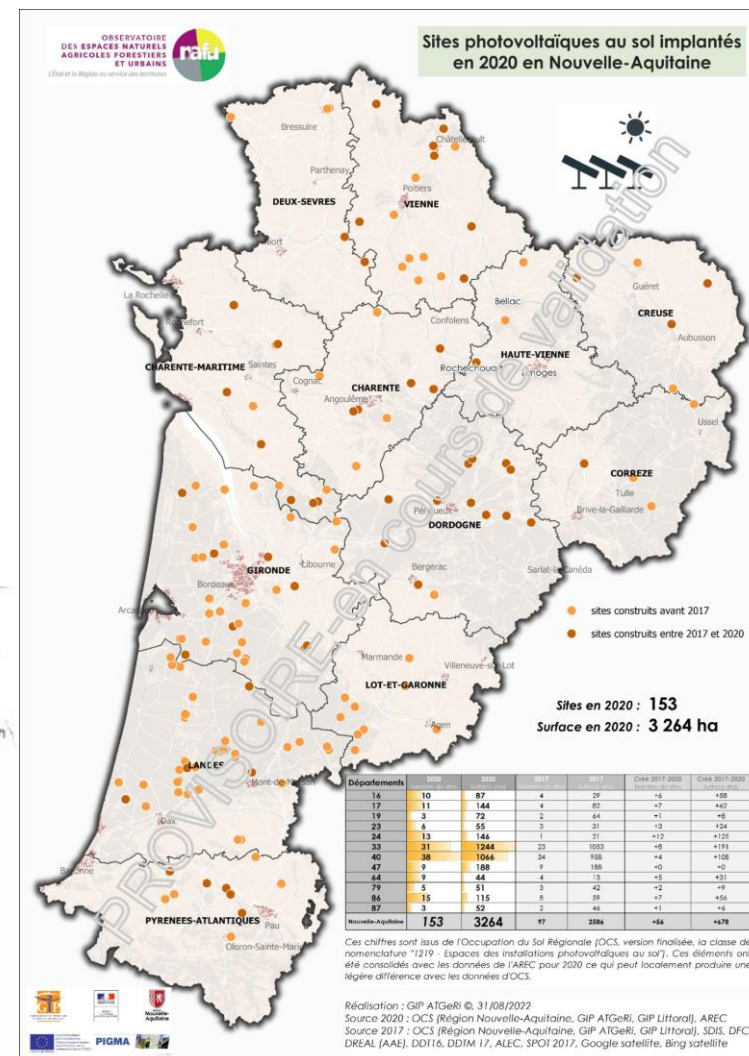 OBSERVATOIRE
DES ESPACES NATURELS
AGRICOLES FORESTIERS
ET URBAINS
L'État et la Région au service des territoires
nafu
Sites photovoltaïques au sol implantés
en 2020 en Nouvelle-Aquitaine
PROVISOIRE -en cours de validation
Bressuire
Châtellerault
Parthenay
Poitiers
DEUX-SEVRES
VIENNE
Niort
La Rochelle
Bellac
Guéret
CREUSE
Rochefort
Confolens
Aubusson
HAUTE-VIENNE
CHARENTE-MARITIME
Saintes
Rochechouart
Limoges
Cognac
CHARENTE
Angoulême
Ussel
CORREZE
Tulle
Périgueux
Brive-la-Gaillarde
DORDOGNE
Libourne
GIRONDE
Bordeaux
Bergerac
Sarlat-la-Canéda
Arcachon
sites construits avant 2017
sites construits entre 2017 et 2020
Marmande
Villeneuve-sur-Lot
LOT-ET-GARONNE
Agen
Sites en 2020 : 153
Surface en 2020 : 3 264 ha
LANDES
Mont-de-Marsan
Dax
Bayonne
PYRENEES-ATLANTIQUES
Pau
Oloron-Sainte-Marie
Départements 2020 2020 2017 2017 Créé 2017-2020 Créé 2017-2020
16 10 87 4 29 +6 +58
17 11 144 4 82 +7 +62
19 3 72 2 64 +1 +8
23 6 55 3 31 +3 +24
24 13 146 1 21 +12 +125
33 31 1244 23 1053 +8 +191
40 38 1066 34 958 +4 +108
47 9 188 9 188 +0 +0
64 9 44 4 13 +5 +31
79 5 51 3 42 +2 +9
86 15 115 8 59 +7 +56
87 3 52 2 46 +1 +6
Nouvelle-Aquitaine 153 3264 97 2586 +56 +678
Ces chiffres sont issus de l'Occupation du Sol Régionale (OCS, version finalisée, la classe de
nomenclature "1219 - Espaces des installations photovoltaïques au sol"). Ces éléments ont
été consolidés avec les données de l'AREC pour 2020 ce qui peut localement produire une
légère différence avec les données d'OCS.
Réalisation : GIP ATGeRi ©, 31/08/2022
Source 2020 : OCS (Région Nouvelle-Aquitaine, GIP ATGeRi, GIP Littoral), AREC
Source 2017 : OCS (Région Nouvelle-Aquitaine, GIP ATGeRi, GIP Littoral), SDIS, DFCI
DREAL (AAE), DDT16, DDTM 17, ALEC, SPOT 2017, Google satellite, Bing satellite
GIP
PIGMA